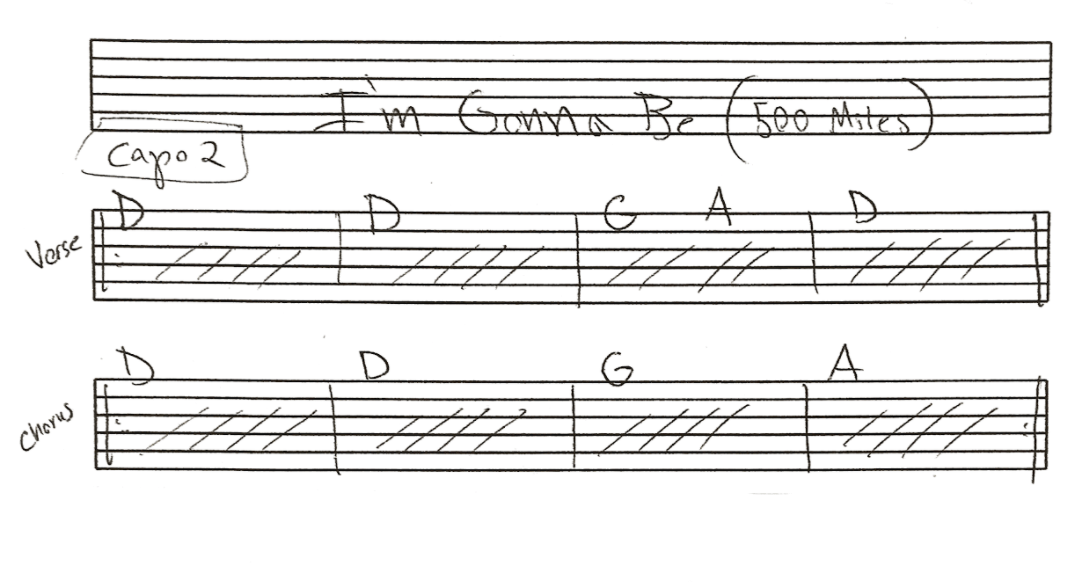 I'm Gonna Be (500 Miles)
Capo 2
D D G A D
Verse
D D G A
Chorus